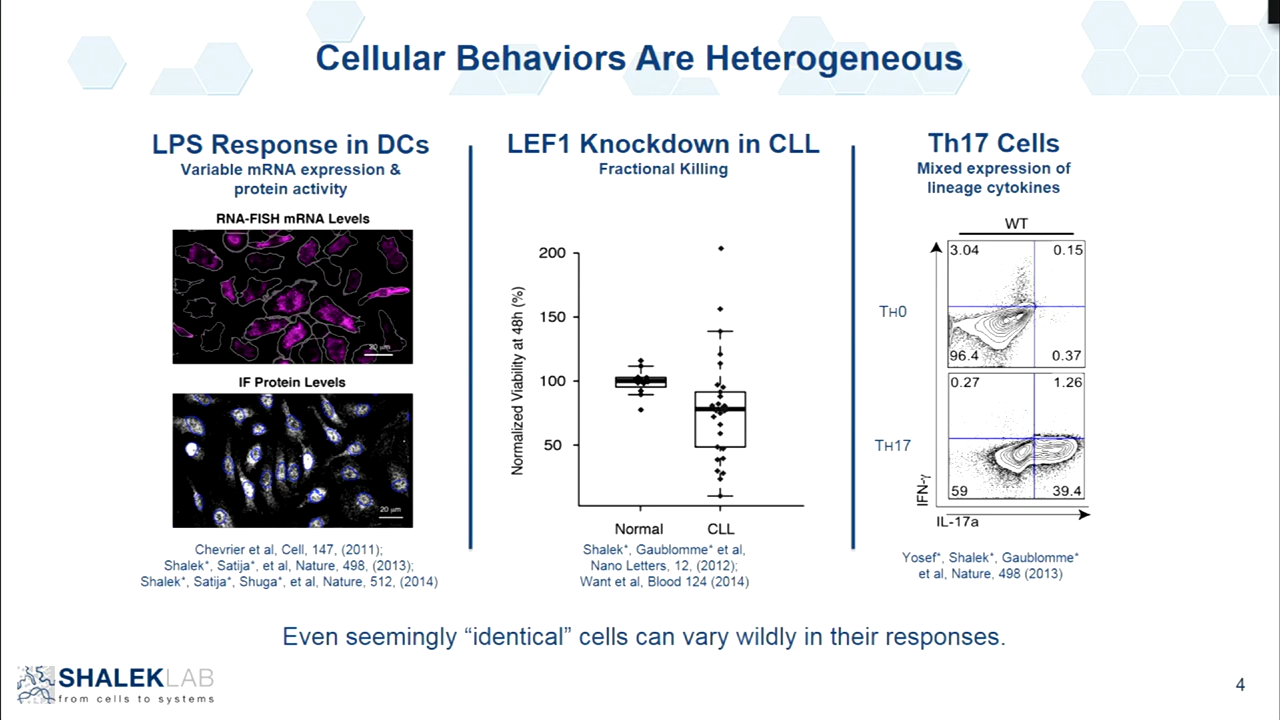 Cellular Behaviors Are Heterogeneous
LPS Response in DCs
Variable mRNA expression &
protein activity
RNA-FISH mRNA Levels
20 μm
IF Protein Levels
20 μm
Chevrier et al, Cell, 147, (2011);
Shalek*, Satija*, et al, Nature, 498, (2013);
Shalek*, Satija*, Shuga*, et al, Nature, 512, (2014)
LEF1 Knockdown in CLL
Fractional Killing
Normalized Viability at 48h (%)
200
150
100
50
Normal
CLL
Shalek*, Gaublomme* et al,
Nano Letters, 12, (2012);
Want et al, Blood 124 (2014)
Th17 Cells
Mixed expression of
lineage cytokines
WT
3.04
0.15
TH0
96.4
0.37
0.27
1.26
TH17
59
39.4
IFN-γ
IL-17a
Yosef*, Shalek*, Gaublomme*
et al, Nature, 498 (2013)
Even seemingly “identical” cells can vary wildly in their responses.
SHALEKLAB
from cells to systems
4